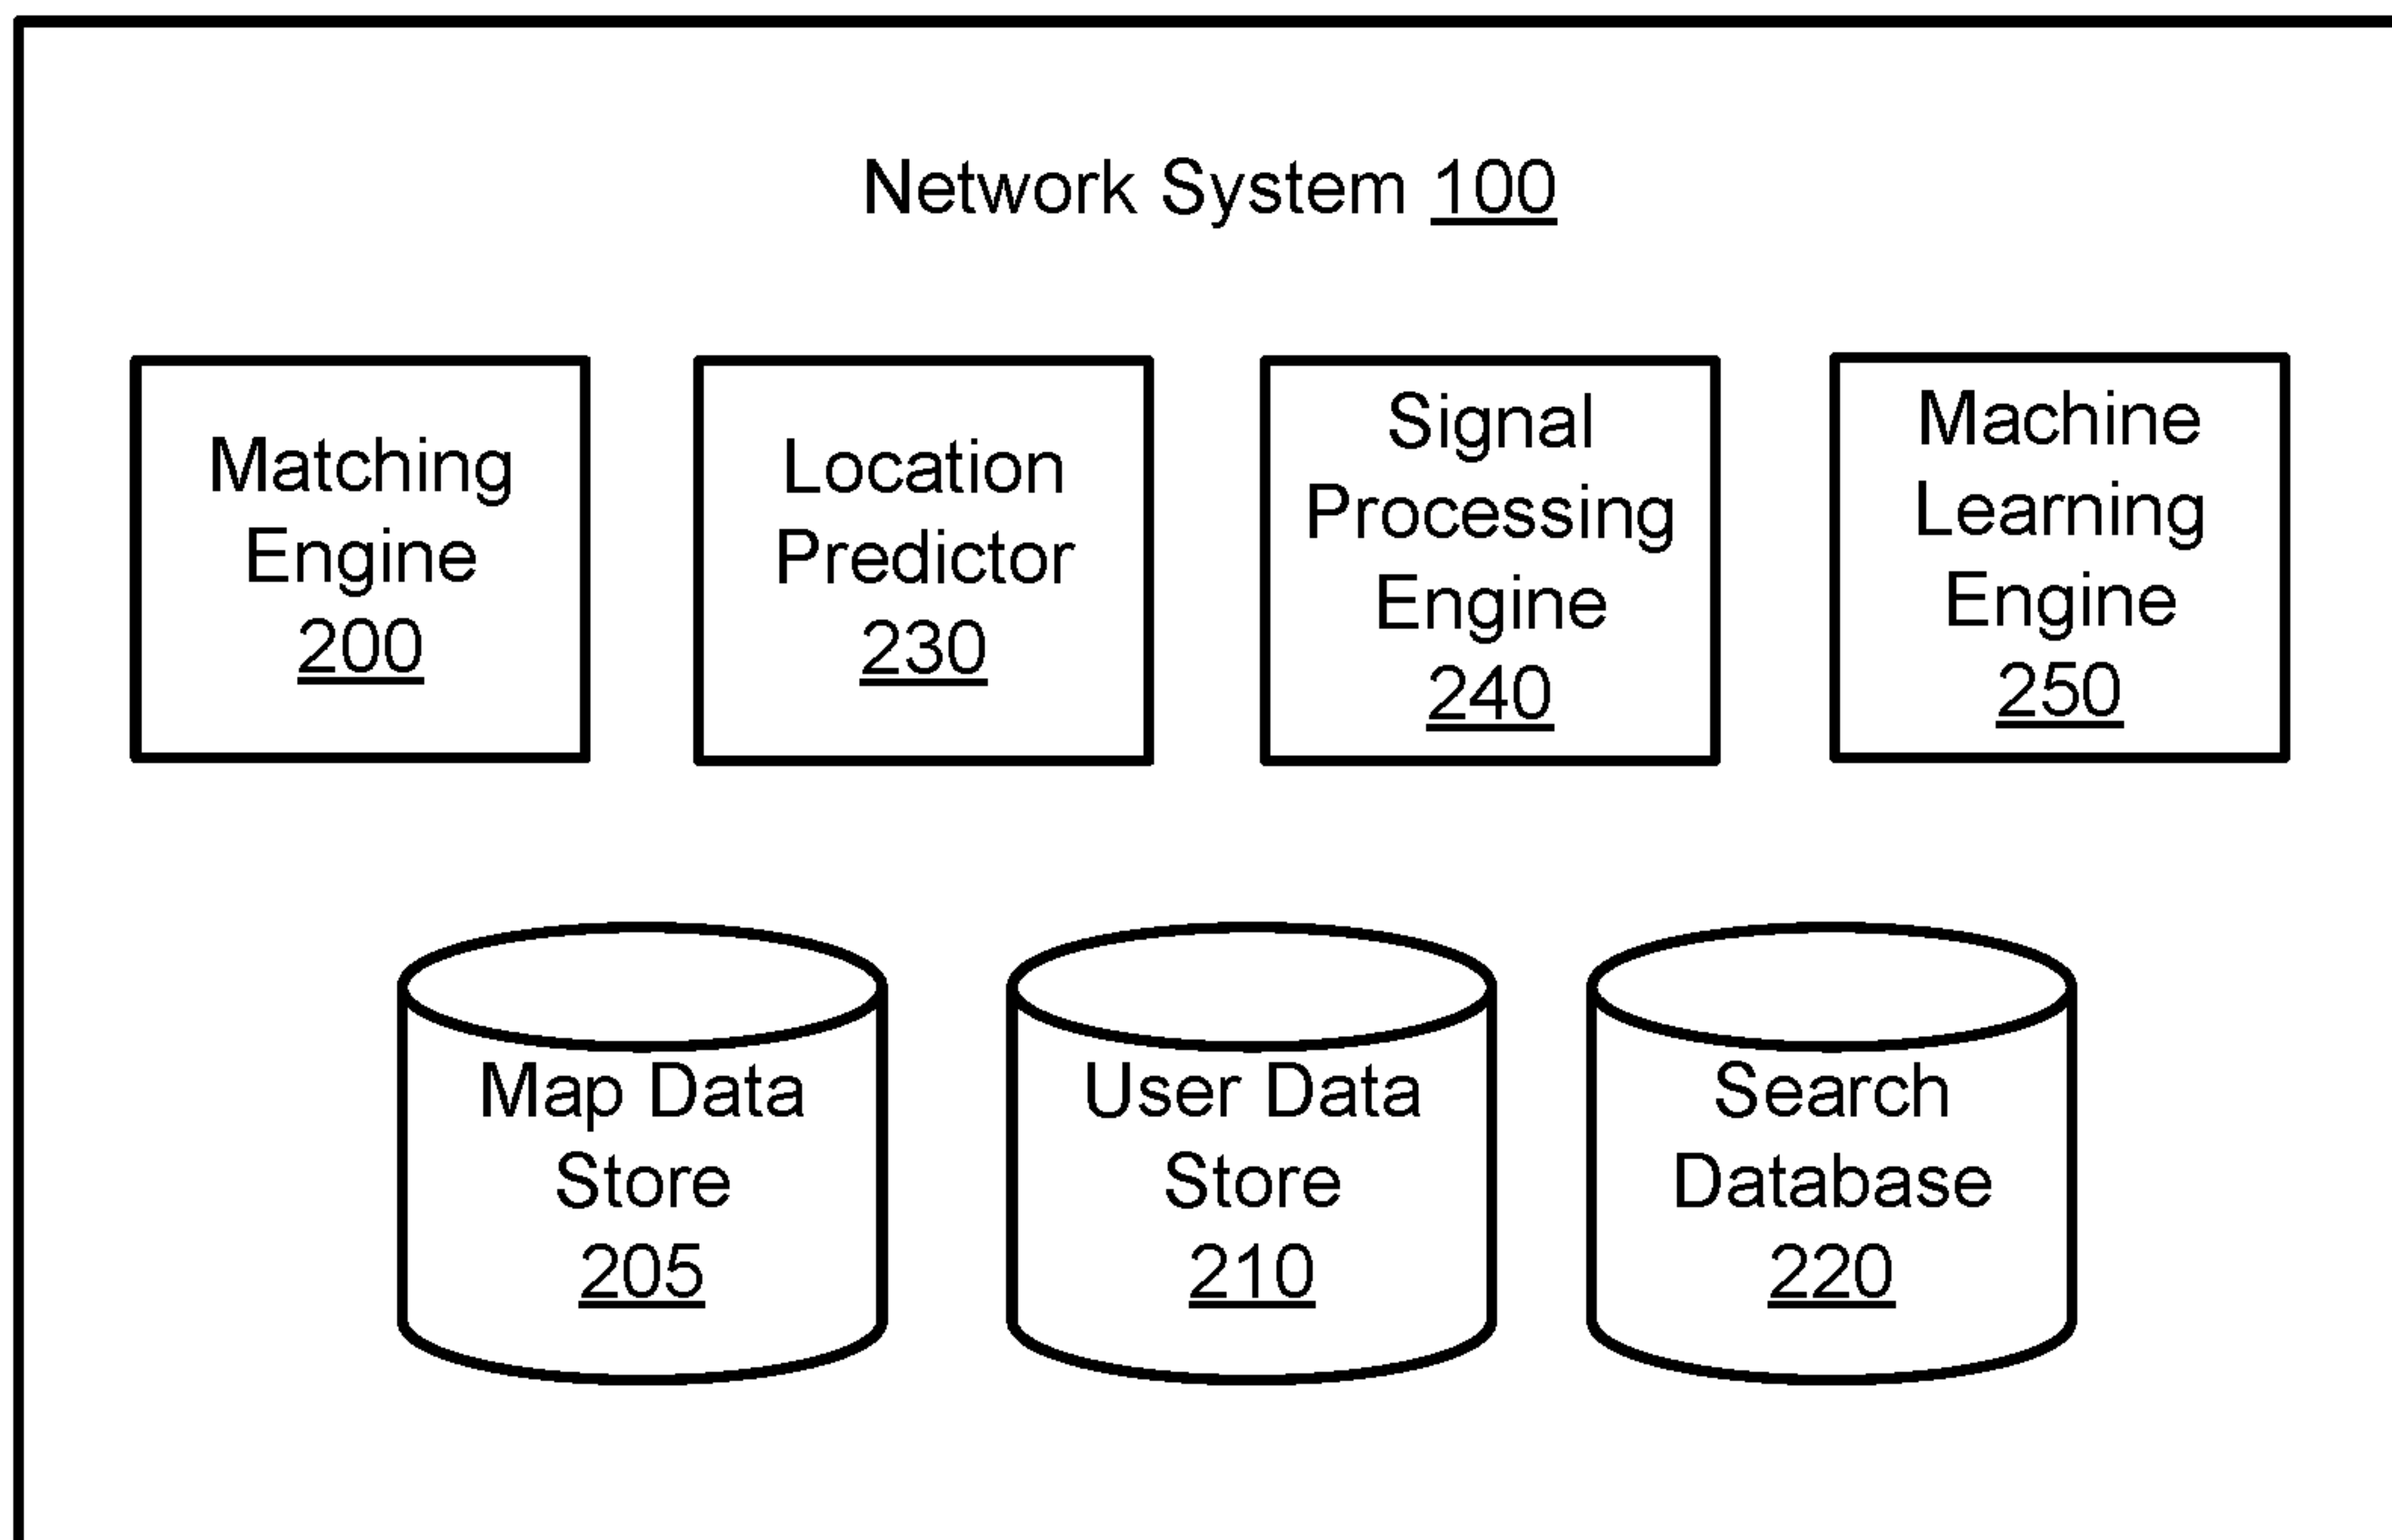 Network System 100
Matching
Engine
200
Location
Predictor
230
Signal
Processing
Engine
240
Machine
Learning
Engine
250
Map Data
Store
205
User Data
Store
210
Search
Database
220